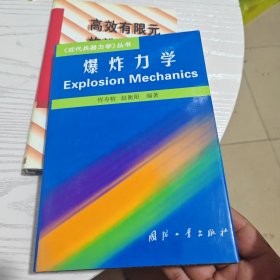 高效有限元
《近代兵器力学》丛书
爆炸力学
Explosion Mechanics
恽寿榕 赵衡阳 编著
国防工业出版社